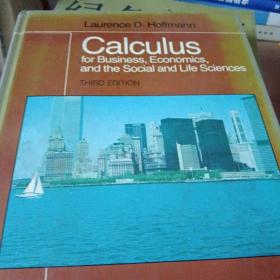 Laurence D. Hoffmann
Calculus
for Business, Economics,
and the Social and Life Sciences
THIRD EDITION